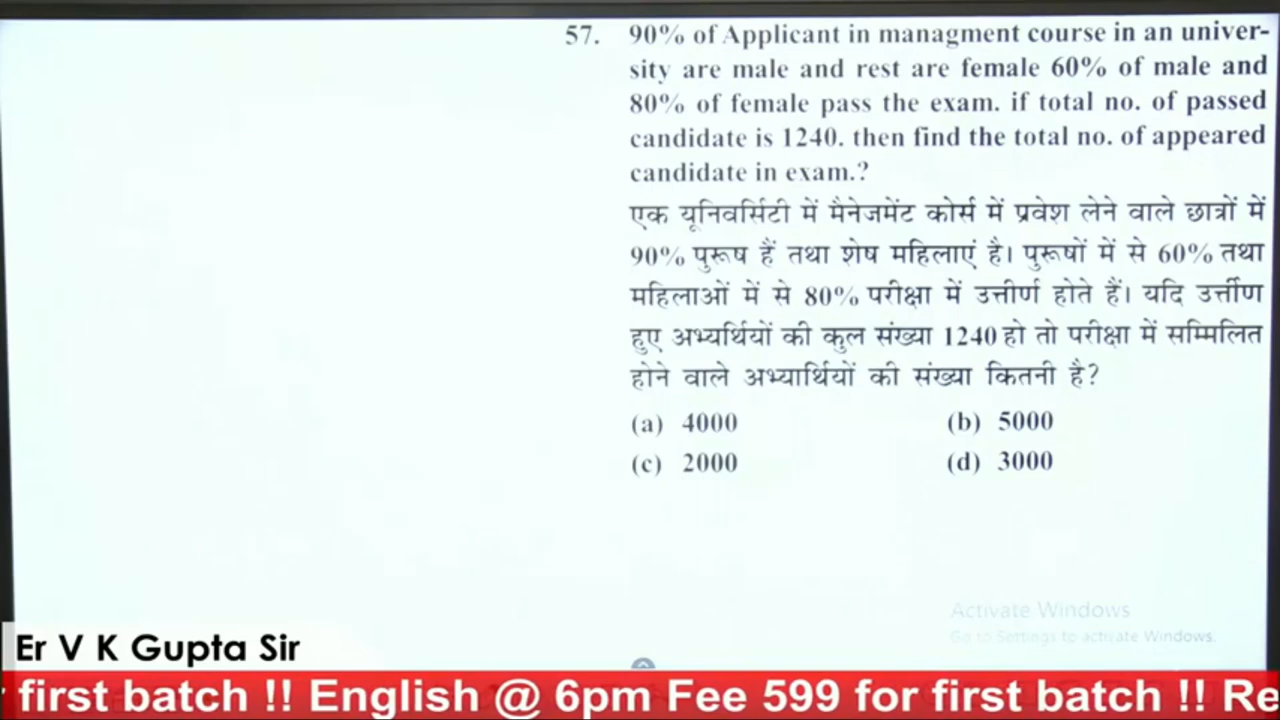 57. 90% of Applicant in managment course in an univer-
sity are male and rest are female 60% of male and
80% of female pass the exam. if total no. of passed
candidate is 1240. then find the total no. of appeared
candidate in exam.?
एक यूनिवर्सिटी में मैनेजमेंट कोर्स में प्रवेश लेने वाले छात्रों में
90% पुरूष हैं तथा शेष महिलाएं है। पुरूषों में से 60% तथा
महिलाओं में से 80% परीक्षा में उत्तीर्ण होते हैं। यदि उर्त्तीण
हुए अभ्यर्थियों की कुल संख्या 1240 हो तो परीक्षा में सम्मिलित
होने वाले अभ्यार्थियों की संख्या कितनी है?
(a) 4000 (b) 5000
(c) 2000 (d) 3000
Activate Windows
Go to Settings to activate Windows.
Er V K Gupta Sir
first batch !! English @ 6pm Fee 599 for first batch !! Re